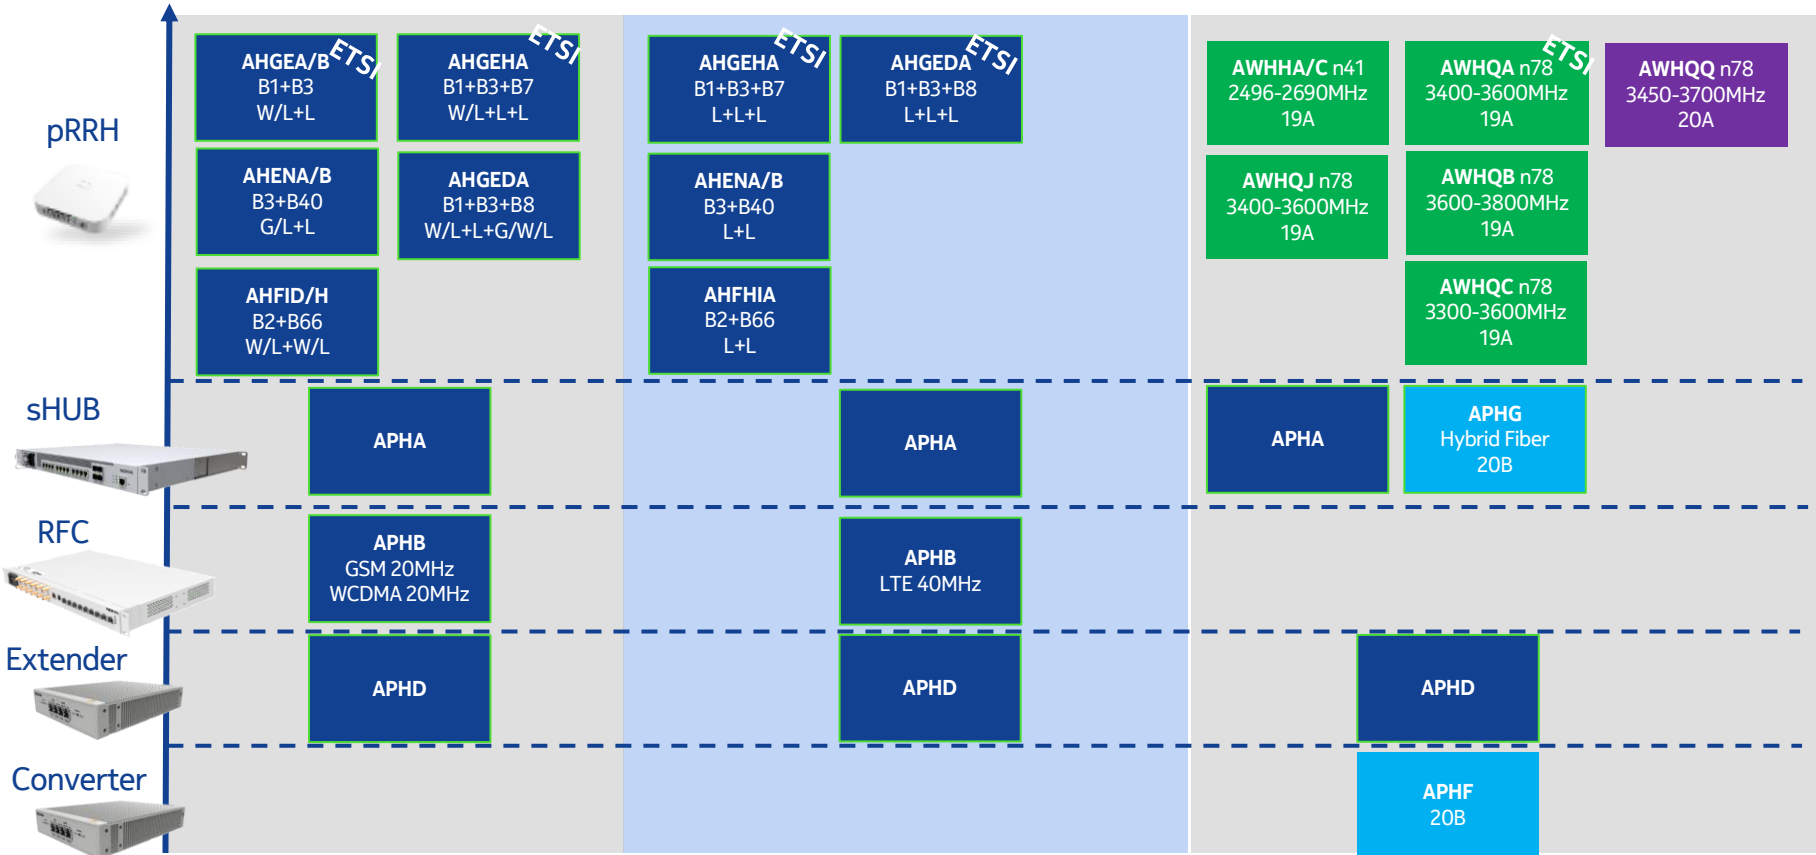 pRRH
AHGEA/B
B1+B3
W/L+L
ETSI
AHGEHA
B1+B3+B7
W/L+L+L
ETSI
AHENA/B
B3+B40
G/L+L
AHGEDA
B1+B3+B8
W/L+L+G/W/L
AHFID/H
B2+B66
W/L+W/L
AHGEHA
B1+B3+B7
L+L+L
ETSI
AHGEDA
B1+B3+B8
L+L+L
ETSI
AHENA/B
B3+B40
L+L
AHFHIA
B2+B66
L+L
AWHHA/C n41
2496-2690MHz
19A
AWHQA n78
3400-3600MHz
19A
ETSI
AWHQQ n78
3450-3700MHz
20A
AWHQJ n78
3400-3600MHz
19A
AWHQB n78
3600-3800MHz
19A
AWHQC n78
3300-3600MHz
19A
sHUB
APHA
APHA
APHA
APHG
Hybrid Fiber
20B
RFC
APHB
GSM 20MHz
WCDMA 20MHz
APHB
LTE 40MHz
Extender
APHD
APHD
APHD
Converter
APHF
20B